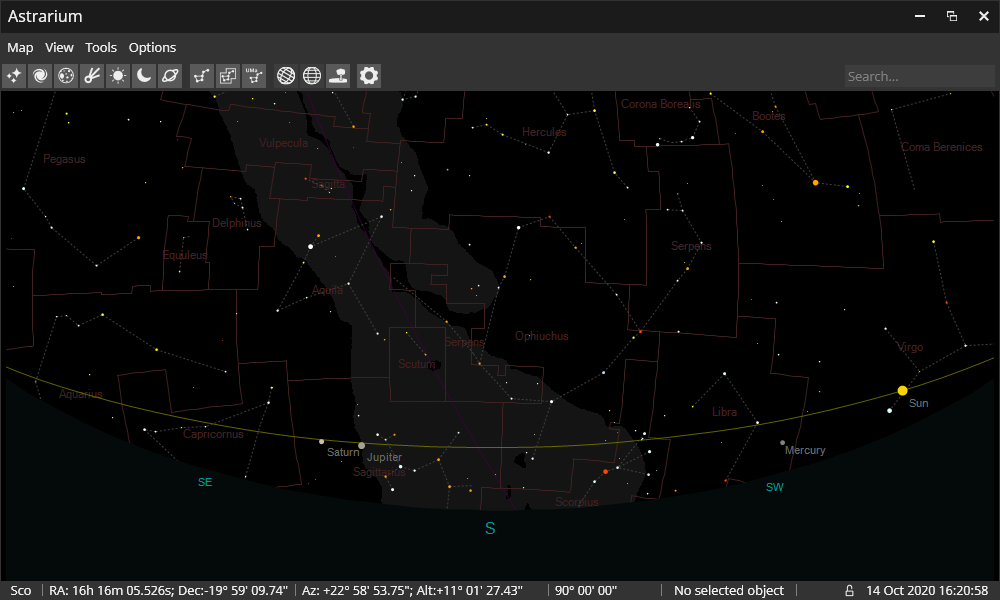 Astrarium
Map View Tools Options
UMa
Search...
Corona Borealis
Hercules
Bootes
Vulpecula
Coma Berenices
Pegasus
Sagitta
Delphinus
Serpens
Equuleus
Aquila
Ophiuchus
Serpens
Virgo
Scutum
Aquarius
Sun
Libra
Capricornus
Saturn
Jupiter
Mercury
Sagittarius
SE
SW
Scorpius
S
Sco RA: 16h 16m 05.526s; Dec:-19° 59' 09.74" Az: +22° 58' 53.75"; Alt:+11° 01' 27.43" 90° 00' 00" No selected object 14 Oct 2020 16:20:58